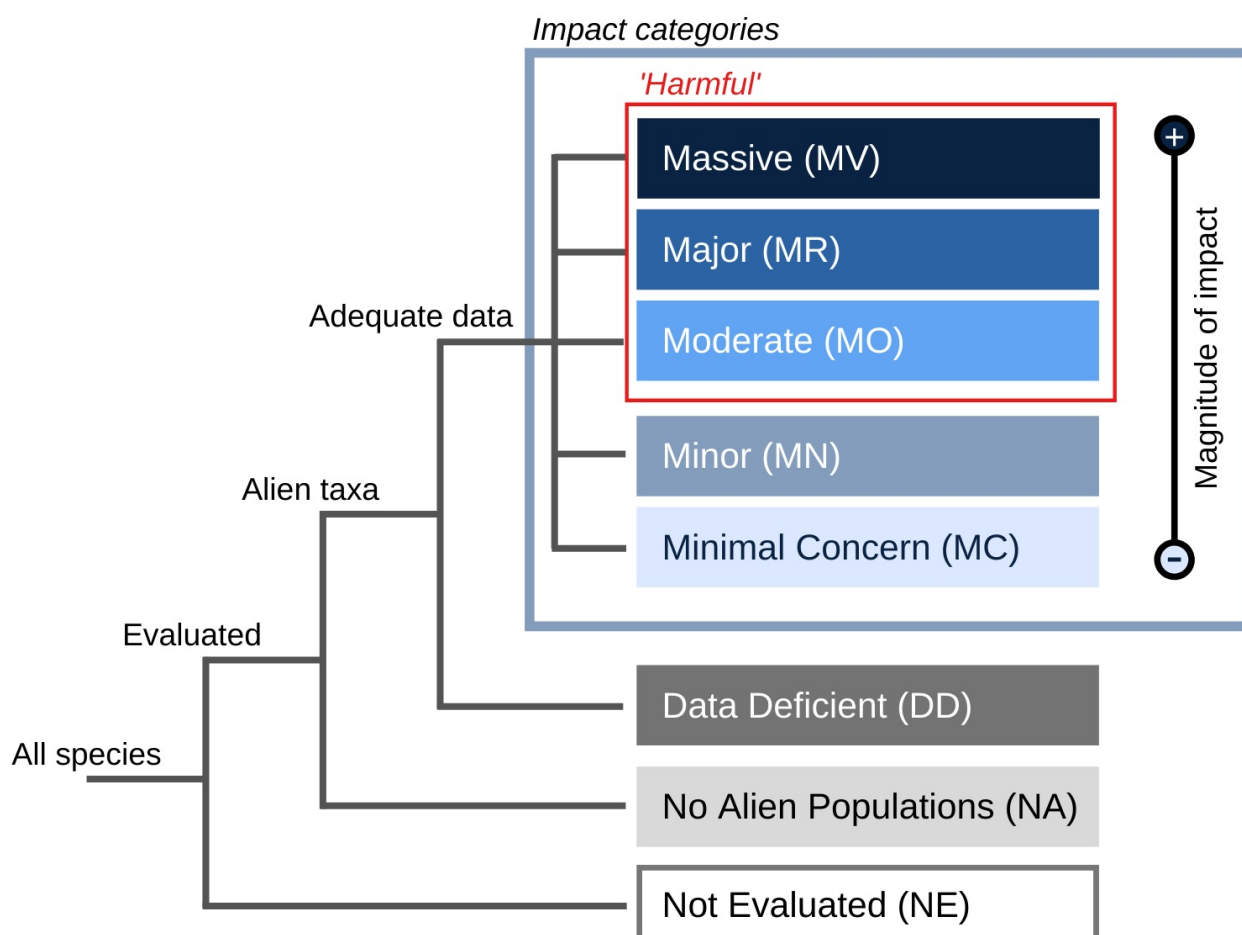 Impact categories
'Harmful'
Massive (MV)
+
Major (MR)
Adequate data
Moderate (MO)
Magnitude of impact
Minor (MN)
Alien taxa
Minimal Concern (MC)
-
Evaluated
Data Deficient (DD)
All species
No Alien Populations (NA)
Not Evaluated (NE)